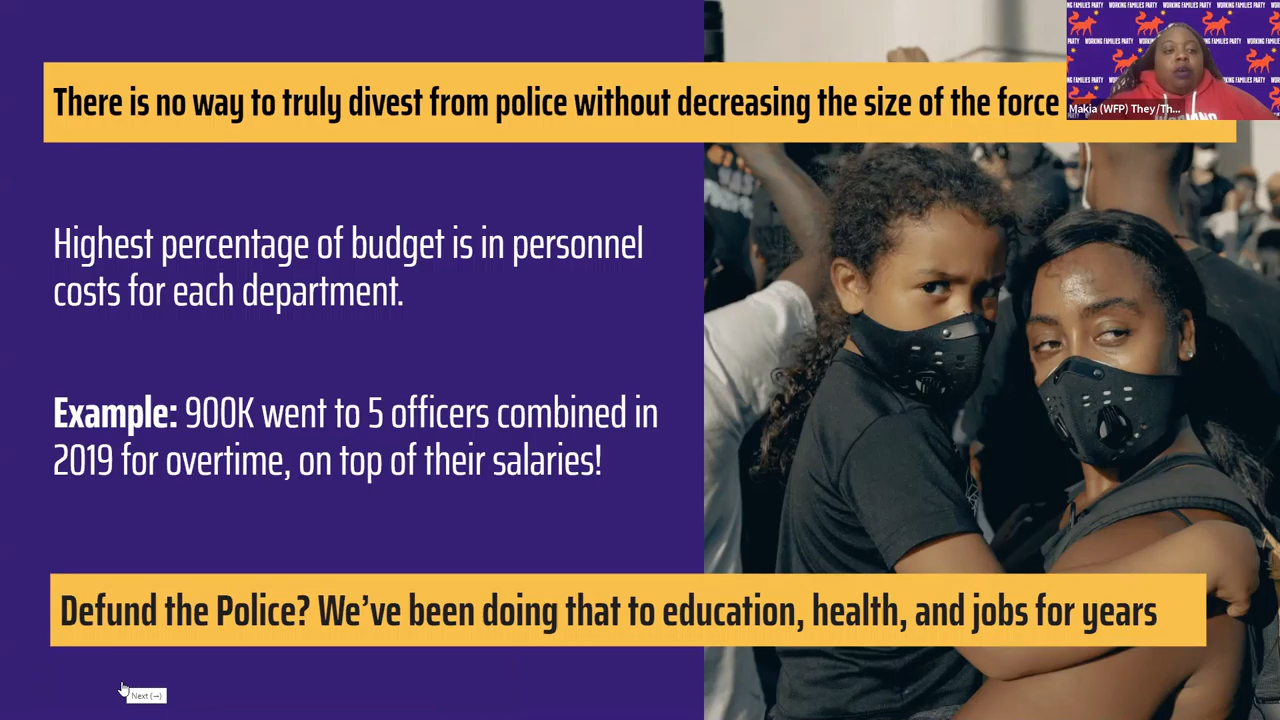 There is no way to truly divest from police without decreasing the size of the force
WORKING FAMILIES PARTY
Makia (WFP) They/Th...
Highest percentage of budget is in personnel
costs for each department.
Example: 900K went to 5 officers combined in
2019 for overtime, on top of their salaries!
Defund the Police? We’ve been doing that to education, health, and jobs for years
Next (→)